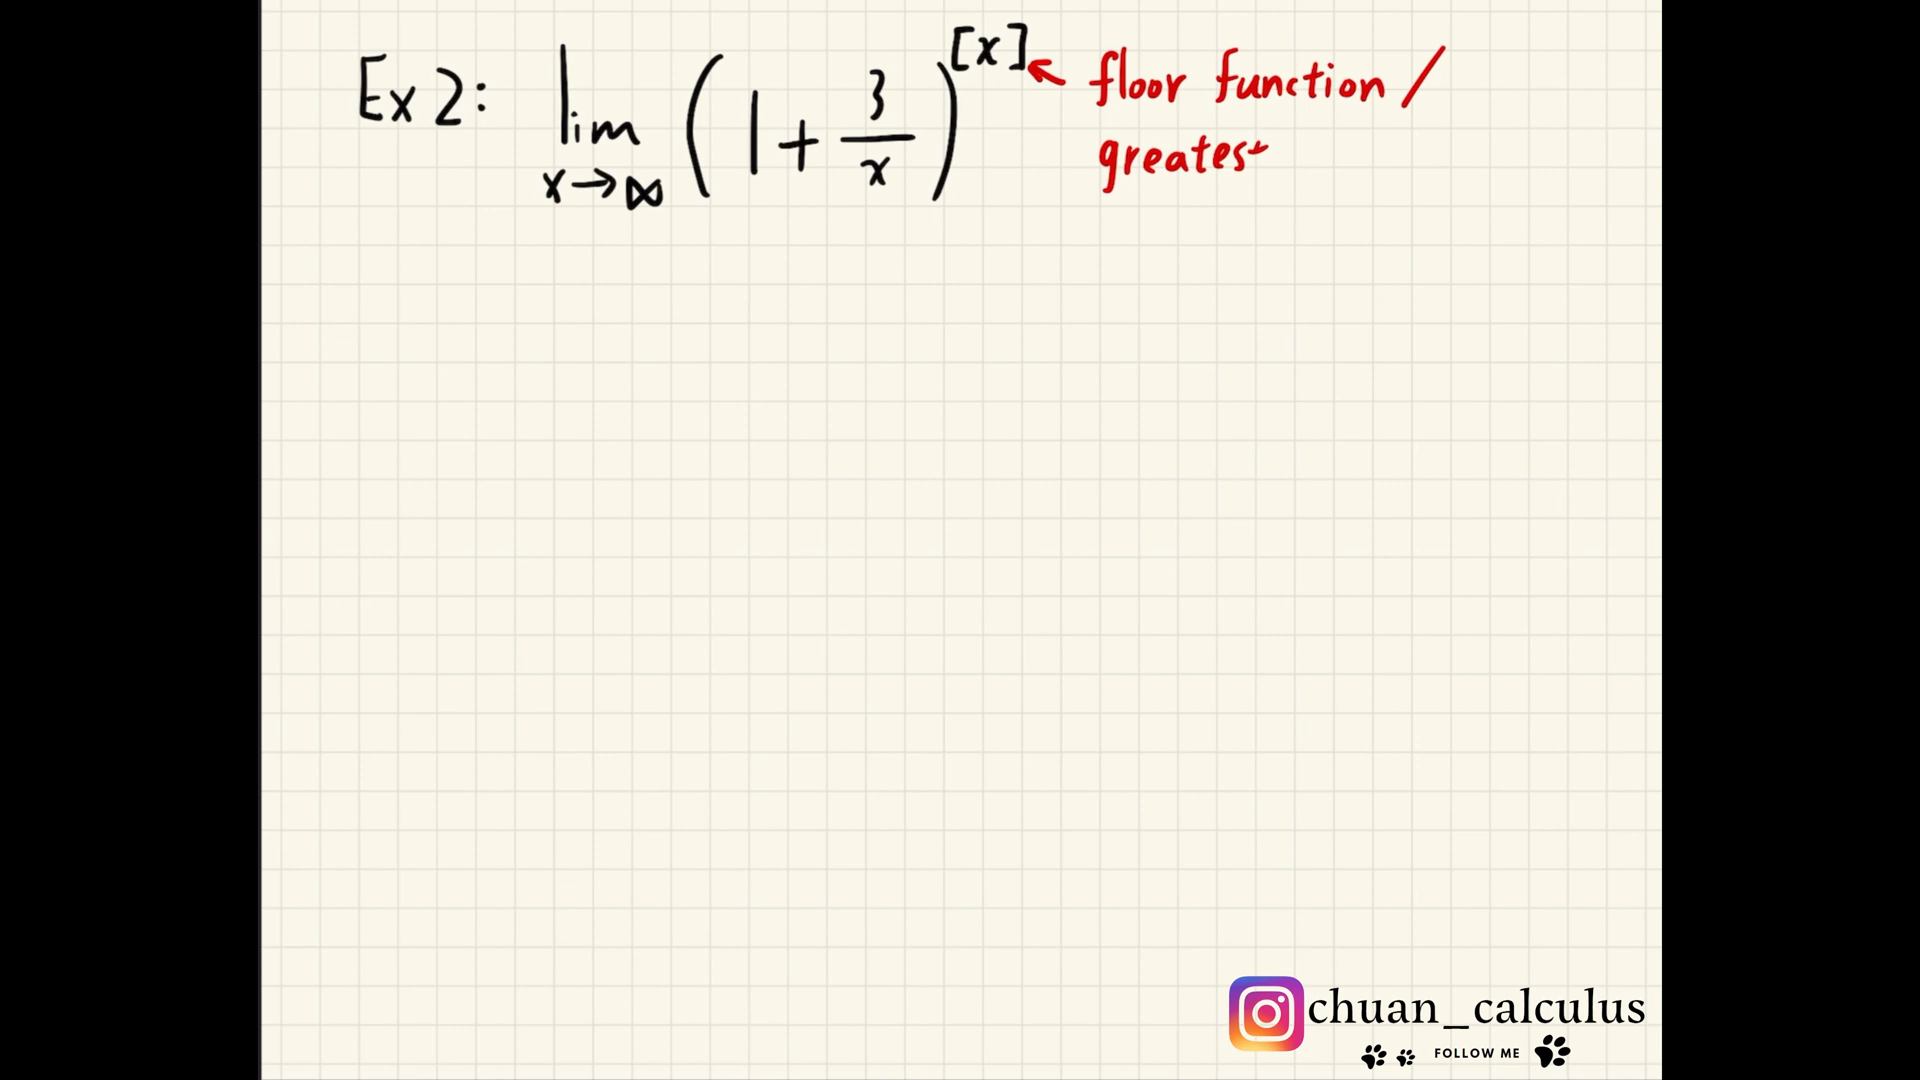 Ex 2: lim x→∞ (1 + 3/x)^[x] ← floor function /
greatest
chuan_calculus
FOLLOW ME